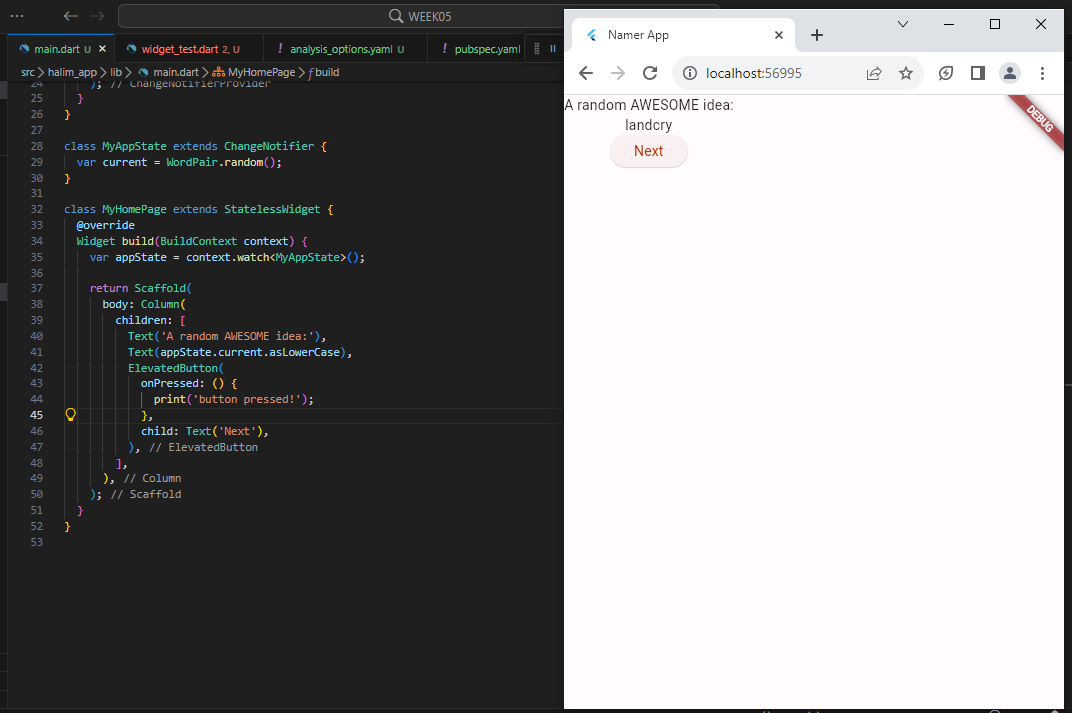 WEEK05
main.dart U
widget_test.dart 2, U
analysis_options.yaml U
pubspec.yaml
src > halim_app > lib > main.dart > MyHomePage > build
24 ); // ChangeNotifierProvider
25 }
26 }
27
28 class MyAppState extends ChangeNotifier {
29 var current = WordPair.random();
30 }
31
32 class MyHomePage extends StatelessWidget {
33 @override
34 Widget build(BuildContext context) {
35 var appState = context.watch<MyAppState>();
36
37 return Scaffold(
38 body: Column(
39 children: [
40 Text('A random AWESOME idea:'),
41 Text(appState.current.asLowerCase),
42 ElevatedButton(
43 onPressed: () {
44 print('button pressed!');
45 },
46 child: Text('Next'),
47 ), // ElevatedButton
48 ],
49 ), // Column
50 ); // Scaffold
51 }
52 }
53
Namer App
localhost:56995
A random AWESOME idea:
landcry
Next
DEBUG